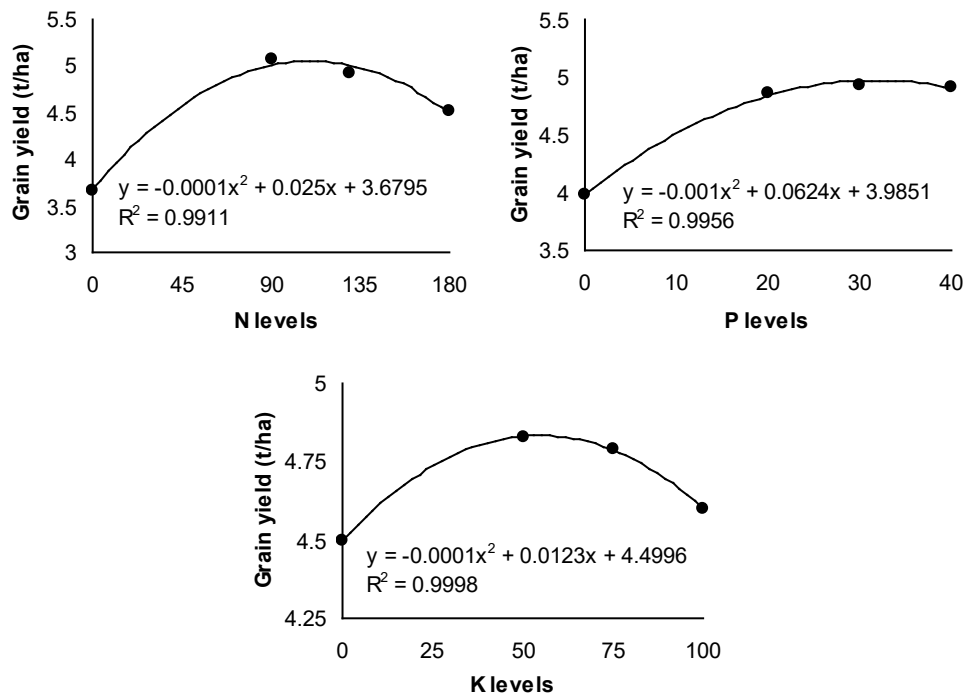 Grain yield (t/ha)
5.5
5
4.5
4
3.5
3
y = -0.0001x² + 0.025x + 3.6795
R² = 0.9911
0 45 90 135 180
N levels
Grain yield (t/ha)
5.5
5
4.5
4
3.5
y = -0.001x² + 0.0624x + 3.9851
R² = 0.9956
0 10 20 30 40
P levels
Grain yield (t/ha)
5
4.75
4.5
4.25
y = -0.0001x² + 0.0123x + 4.4996
R² = 0.9998
0 25 50 75 100
K levels